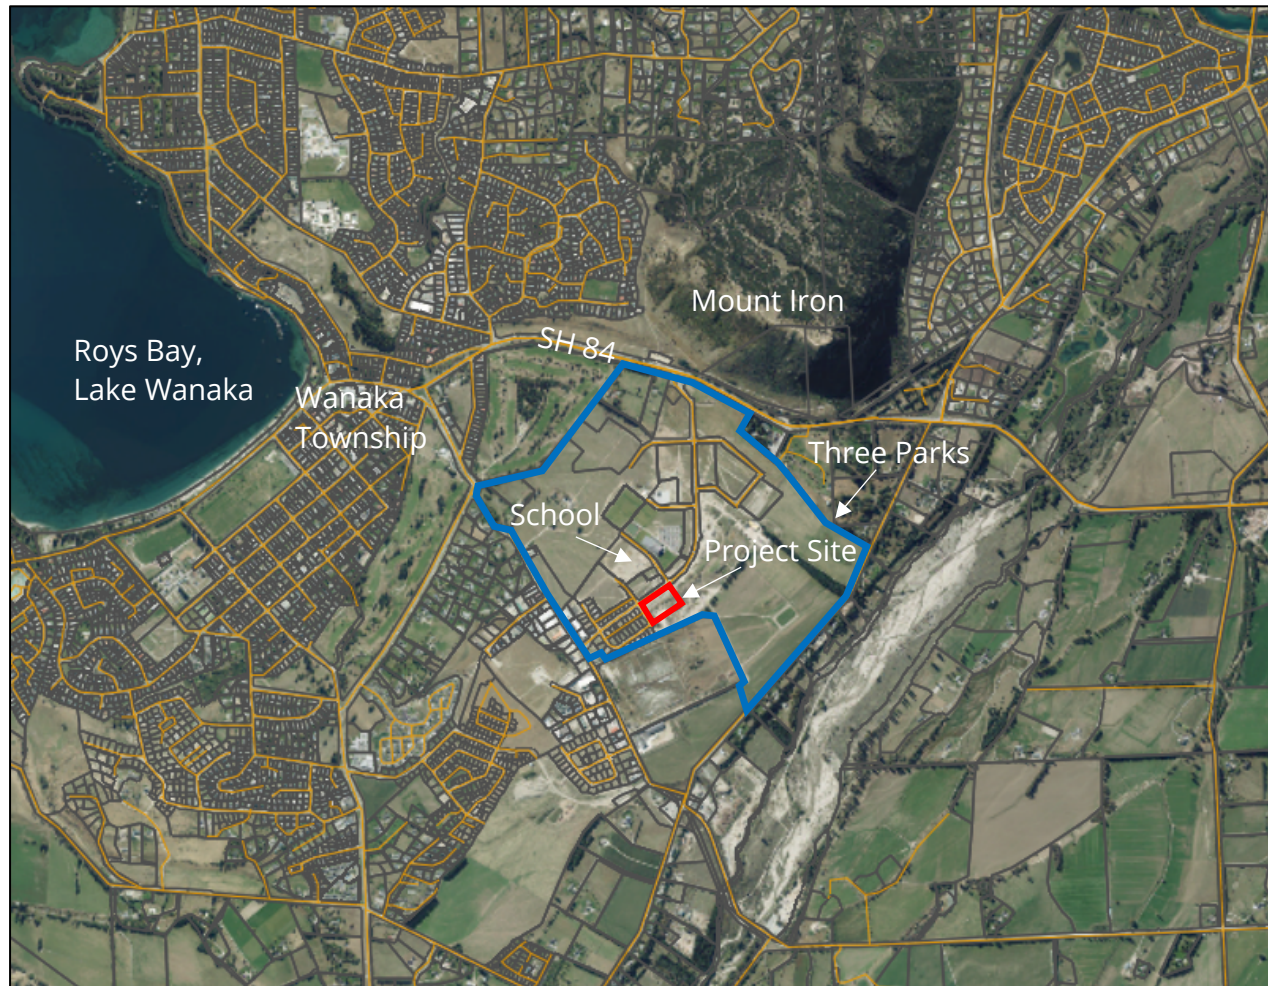 SH 84
Mount Iron
Roys Bay,
Lake Wanaka
Wanaka
Township
Three Parks
School
Project Site